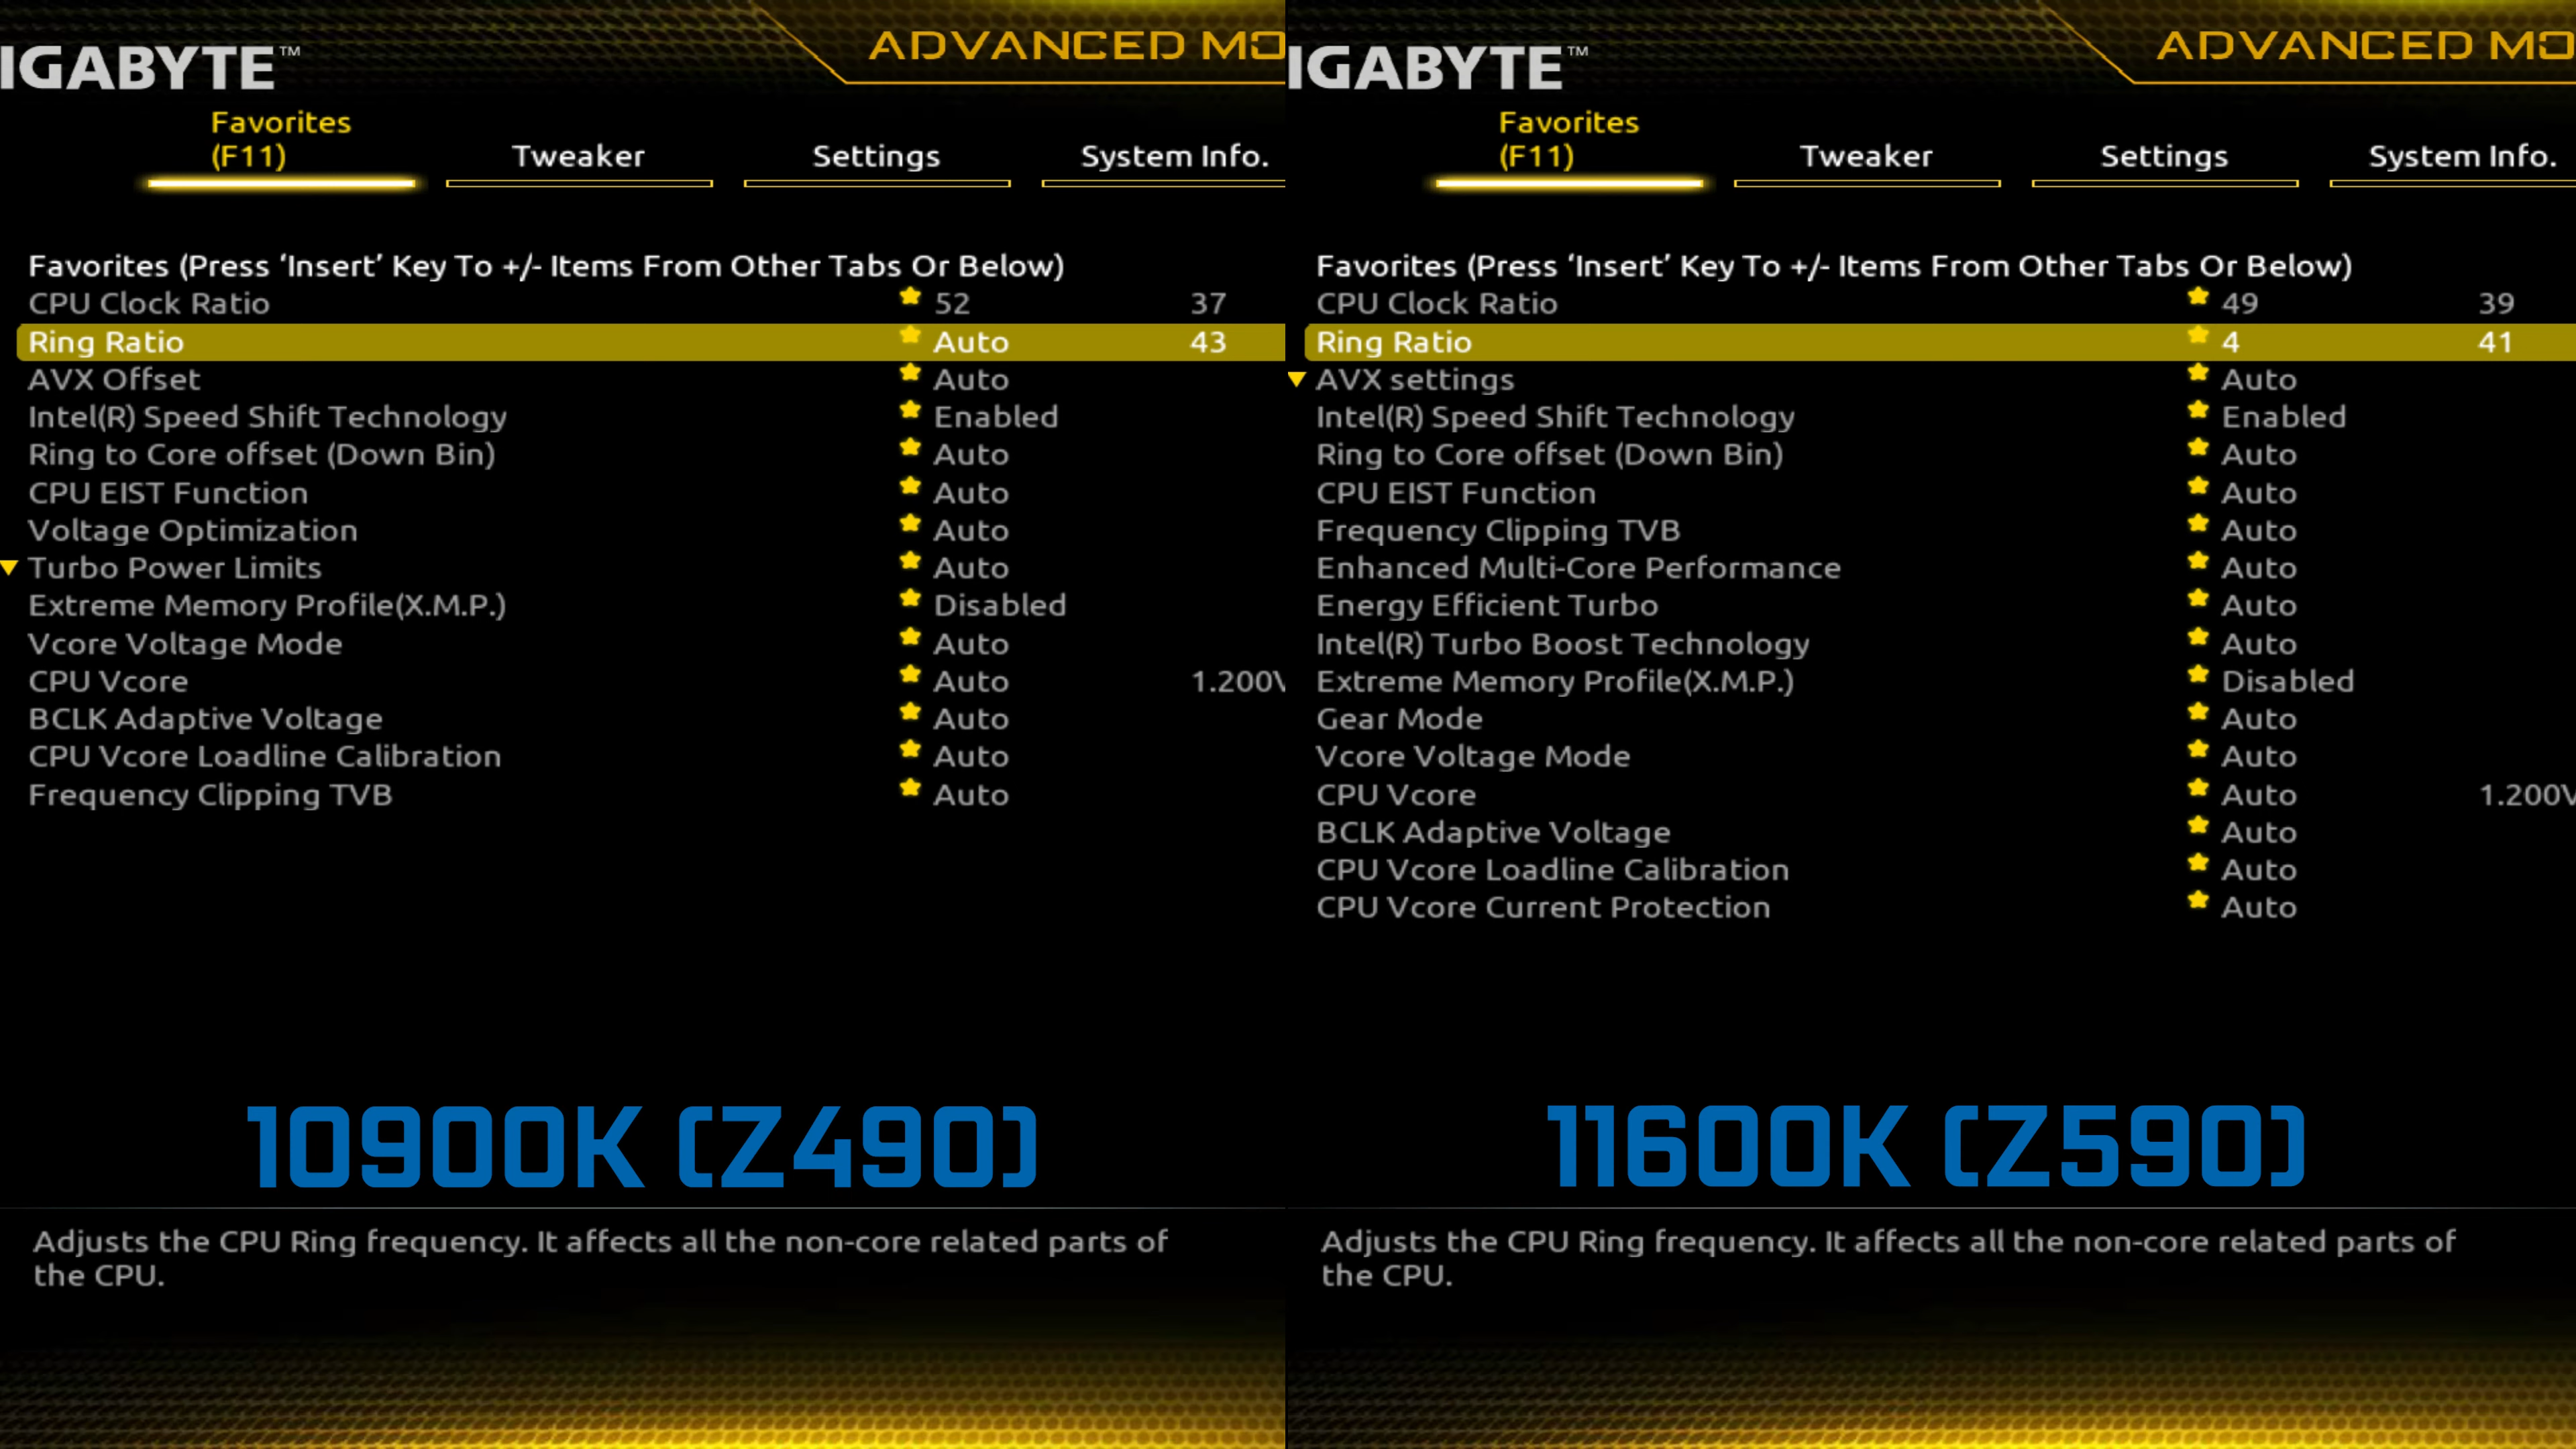 IGABYTE™
ADVANCED MO
Favorites
(F11)
Tweaker
Settings
System Info.
Favorites (Press ‘Insert’ Key To +/- Items From Other Tabs Or Below)
CPU Clock Ratio 52 37
Ring Ratio Auto 43
AVX Offset Auto
Intel(R) Speed Shift Technology Enabled
Ring to Core offset (Down Bin) Auto
CPU EIST Function Auto
Voltage Optimization Auto
Turbo Power Limits Auto
Extreme Memory Profile(X.M.P.) Disabled
Vcore Voltage Mode Auto
CPU Vcore Auto 1.200V
BCLK Adaptive Voltage Auto
CPU Vcore Loadline Calibration Auto
Frequency Clipping TVB Auto
10900K (Z490)
Adjusts the CPU Ring frequency. It affects all the non-core related parts of
the CPU.
IGABYTE™
ADVANCED MO
Favorites
(F11)
Tweaker
Settings
System Info.
Favorites (Press ‘Insert’ Key To +/- Items From Other Tabs Or Below)
CPU Clock Ratio 49 39
Ring Ratio 4 41
AVX settings Auto
Intel(R) Speed Shift Technology Enabled
Ring to Core offset (Down Bin) Auto
CPU EIST Function Auto
Frequency Clipping TVB Auto
Enhanced Multi-Core Performance Auto
Energy Efficient Turbo Auto
Intel(R) Turbo Boost Technology Auto
Extreme Memory Profile(X.M.P.) Disabled
Gear Mode Auto
Vcore Voltage Mode Auto
CPU Vcore Auto 1.200V
BCLK Adaptive Voltage Auto
CPU Vcore Loadline Calibration Auto
CPU Vcore Current Protection Auto
11600K (Z590)
Adjusts the CPU Ring frequency. It affects all the non-core related parts of
the CPU.